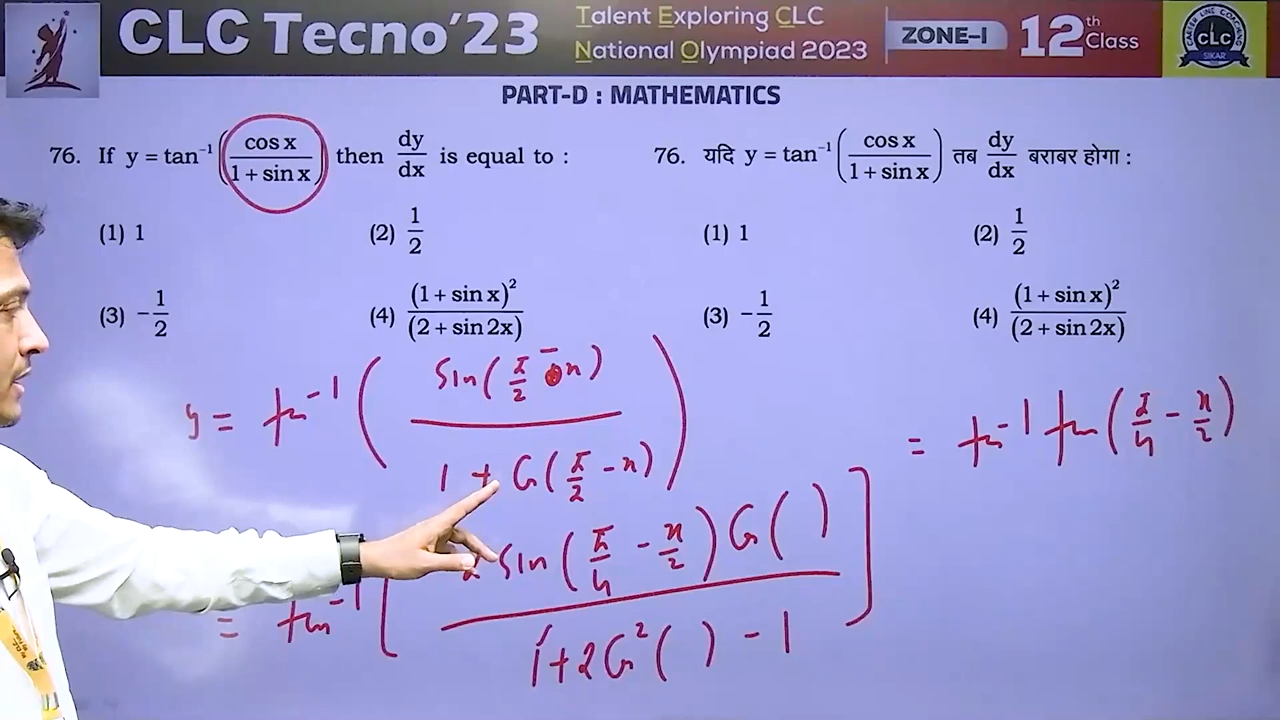 CLC Tecno'23
Talent Exploring CLC
National Olympiad 2023
ZONE-I
12th Class
CLC
SIKAR
PART-D : MATHEMATICS
76. If y = tan⁻¹ (cos x / (1 + sin x)) then dy/dx is equal to :
(1) 1
(2) 1/2
(3) -1/2
(4) (1 + sin x)² / (2 + sin 2x)
76. यदि y = tan⁻¹ (cos x / (1 + sin x)) तब dy/dx बराबर होगा :
(1) 1
(2) 1/2
(3) -1/2
(4) (1 + sin x)² / (2 + sin 2x)
y = tan⁻¹ ( sin(π/2 - x) / (1 + cos(π/2 - x)) )
= tan⁻¹ [ 2 sin(π/4 - x/2) cos( ) / (1 + 2cos²( ) - 1) ]
= tan⁻¹ tan(π/4 - x/2)